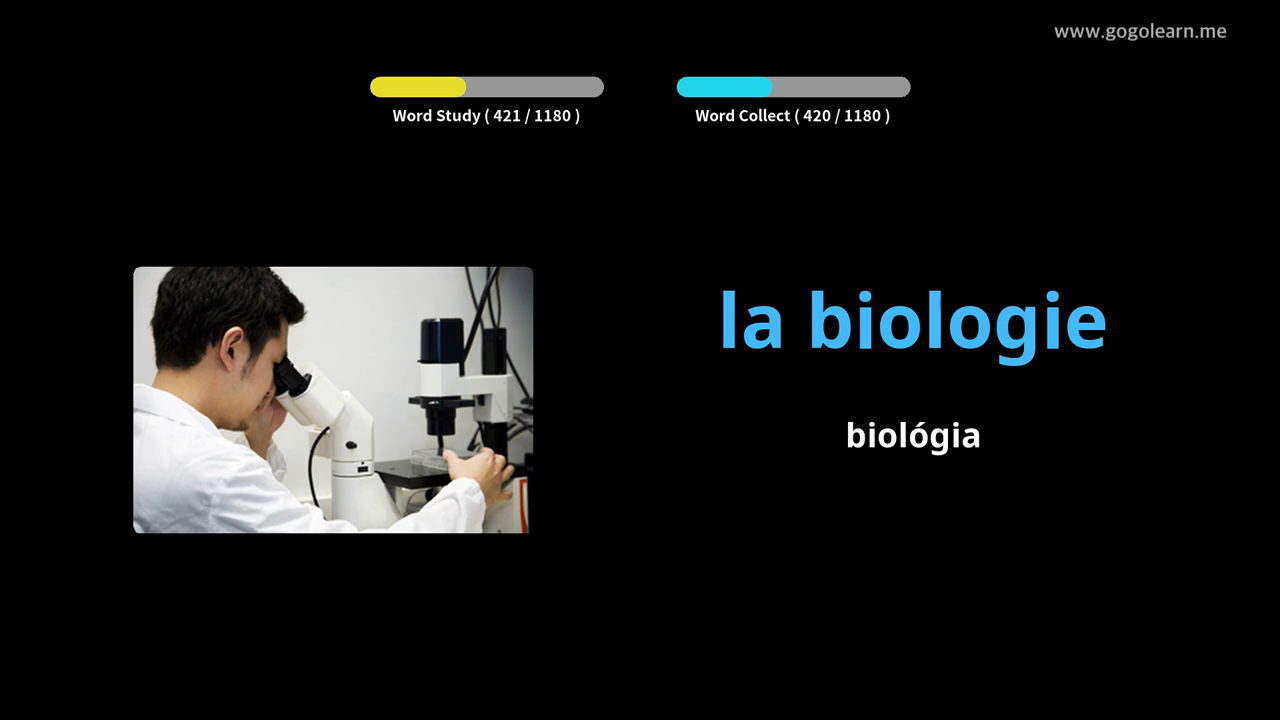 www.gogolearn.me
Word Study ( 421 / 1180 )
Word Collect ( 420 / 1180 )
la biologie
biológia